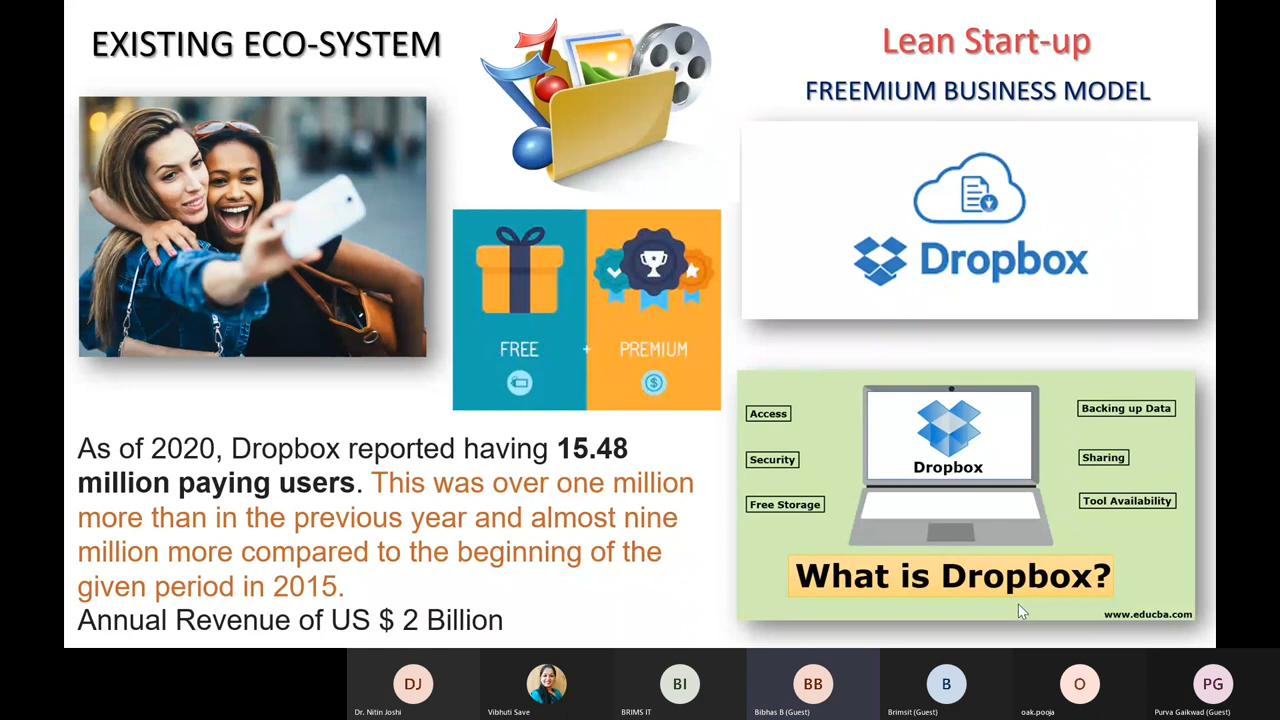 EXISTING ECO-SYSTEM
Lean Start-up
FREEMIUM BUSINESS MODEL
Dropbox
FREE + PREMIUM
As of 2020, Dropbox reported having 15.48
million paying users. This was over one million
more than in the previous year and almost nine
million more compared to the beginning of the
given period in 2015.
Annual Revenue of US $ 2 Billion
Access
Security
Free Storage
Dropbox
Backing up Data
Sharing
Tool Availability
What is Dropbox?
www.educba.com
DJ
Dr. Nitin Joshi
Vibhuti Save
BI
BRIMS IT
BB
Bibhas B (Guest)
B
Brimsit (Guest)
O
oak.pooja
PG
Purva Gaikwad (Guest)